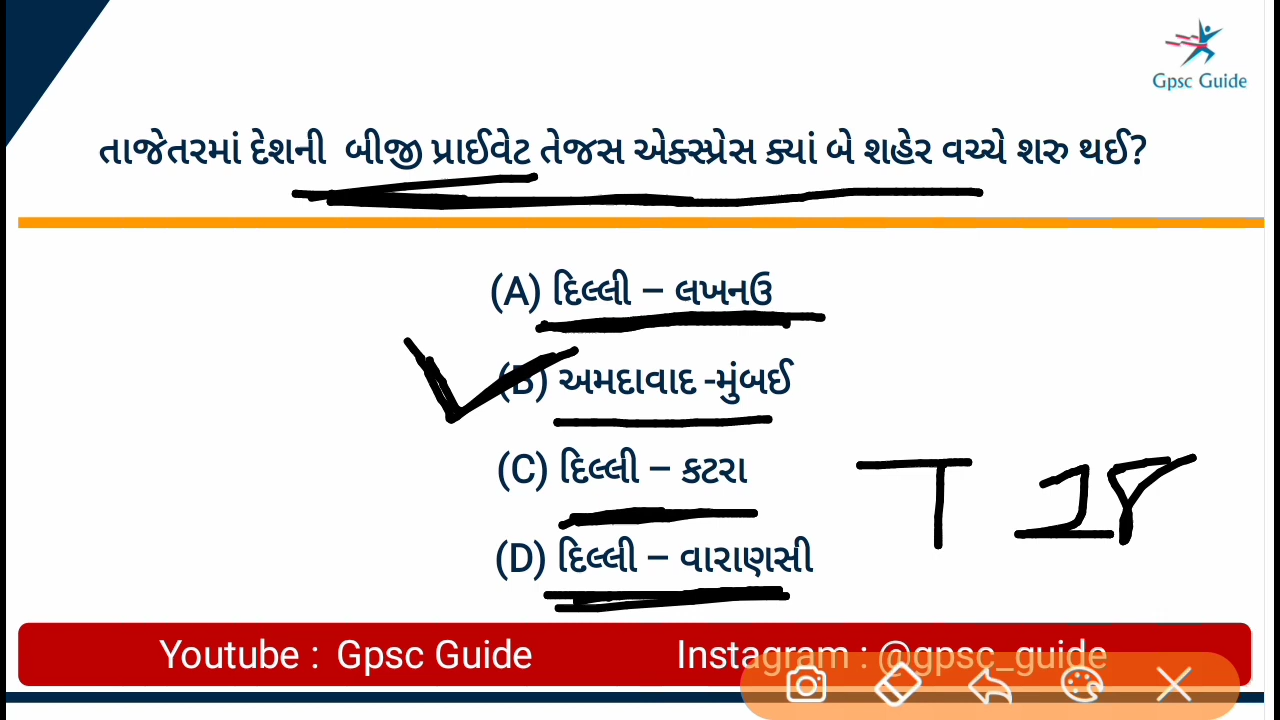 Gpsc Guide
તાજેતરમાં દેશની બીજી પ્રાઈવેટ તેજસ એક્સ્પ્રેસ ક્યાં બે શહેર વચ્ચે શરુ થઈ?
(A) દિલ્લી – લખનઉ
(B) અમદાવાદ -મુંબઈ
(C) દિલ્લી – કટરા
(D) દિલ્લી – વારાણસી
T 18
Youtube : Gpsc Guide Instagram : @gpsc_guide